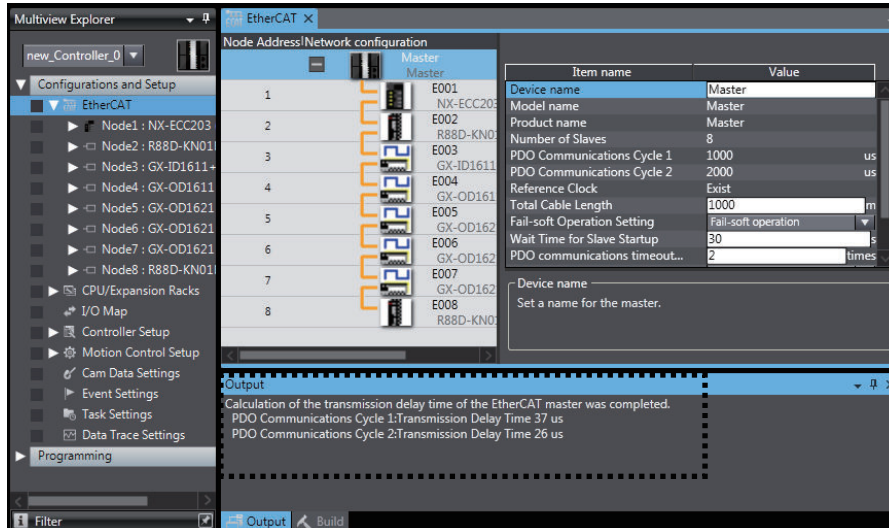 Multiview Explorer
new_Controller_0
Configurations and Setup
EtherCAT
Node1 : NX-ECC203
Node2 : R88D-KN01
Node3 : GX-ID1611+
Node4 : GX-OD1611
Node5 : GX-OD1621
Node6 : GX-OD1621
Node7 : GX-OD1621
Node8 : R88D-KN01
CPU/Expansion Racks
I/O Map
Controller Setup
Motion Control Setup
Cam Data Settings
Event Settings
Task Settings
Data Trace Settings
Programming
Filter
EtherCAT
Node Address Network configuration
Master
Master
1 E001
NX-ECC203
2 E002
R88D-KN0
3 E003
GX-ID1611
4 E004
GX-OD161
5 E005
GX-OD162
6 E006
GX-OD162
7 E007
GX-OD162
8 E008
R88D-KN0
Item name Value
Device name Master
Model name Master
Product name Master
Number of Slaves 8
PDO Communications Cycle 1 1000 us
PDO Communications Cycle 2 2000 us
Reference Clock Exist
Total Cable Length 1000 m
Fail-soft Operation Setting Fail-soft operation
Wait Time for Slave Startup 30 s
PDO communications timeout... 2 times
Device name
Set a name for the master.
Output
Calculation of the transmission delay time of the EtherCAT master was completed.
PDO Communications Cycle 1:Transmission Delay Time 37 us
PDO Communications Cycle 2:Transmission Delay Time 26 us
Output Build